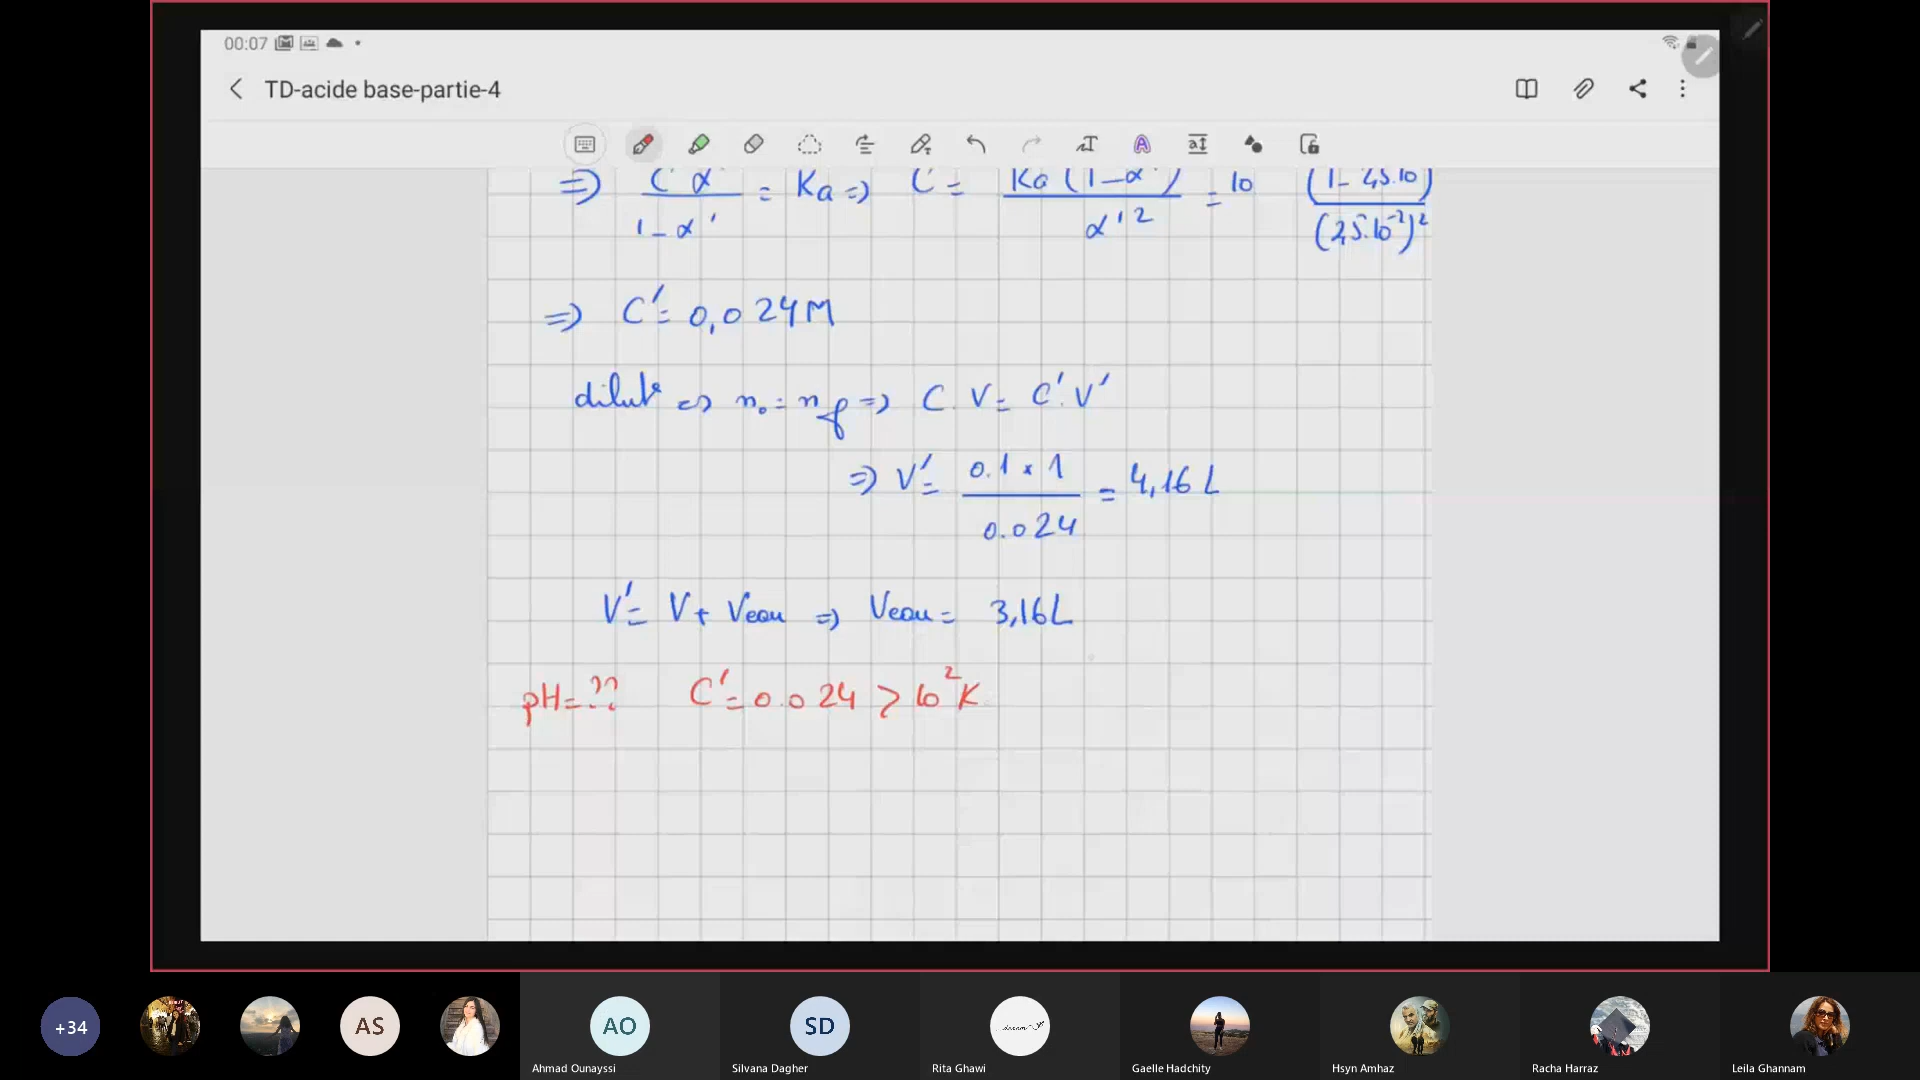 00:07
TD-acide base-partie-4
⇒ C'α'/1-α' = Ka ⇒ C' = Ka (1-α')/α'² = 10 (1-2,5.10)/(2,5.10⁻²)²
⇒ C' = 0,024M
dilut° ⇔ n₀ = nf ⇒ C.V = C'.V'
⇒ V' = 0.1 × 1/0.024 = 4,16 L
V' = V + Veau ⇒ Veau = 3,16L
pH = ?? C' = 0.024 > 10²K
+34
AS
AO
SD
dream
Ahmad Ounayssi
Silvana Dagher
Rita Ghawi
Gaelle Hadchity
Hsyn Amhaz
Racha Harraz
Leila Ghannam